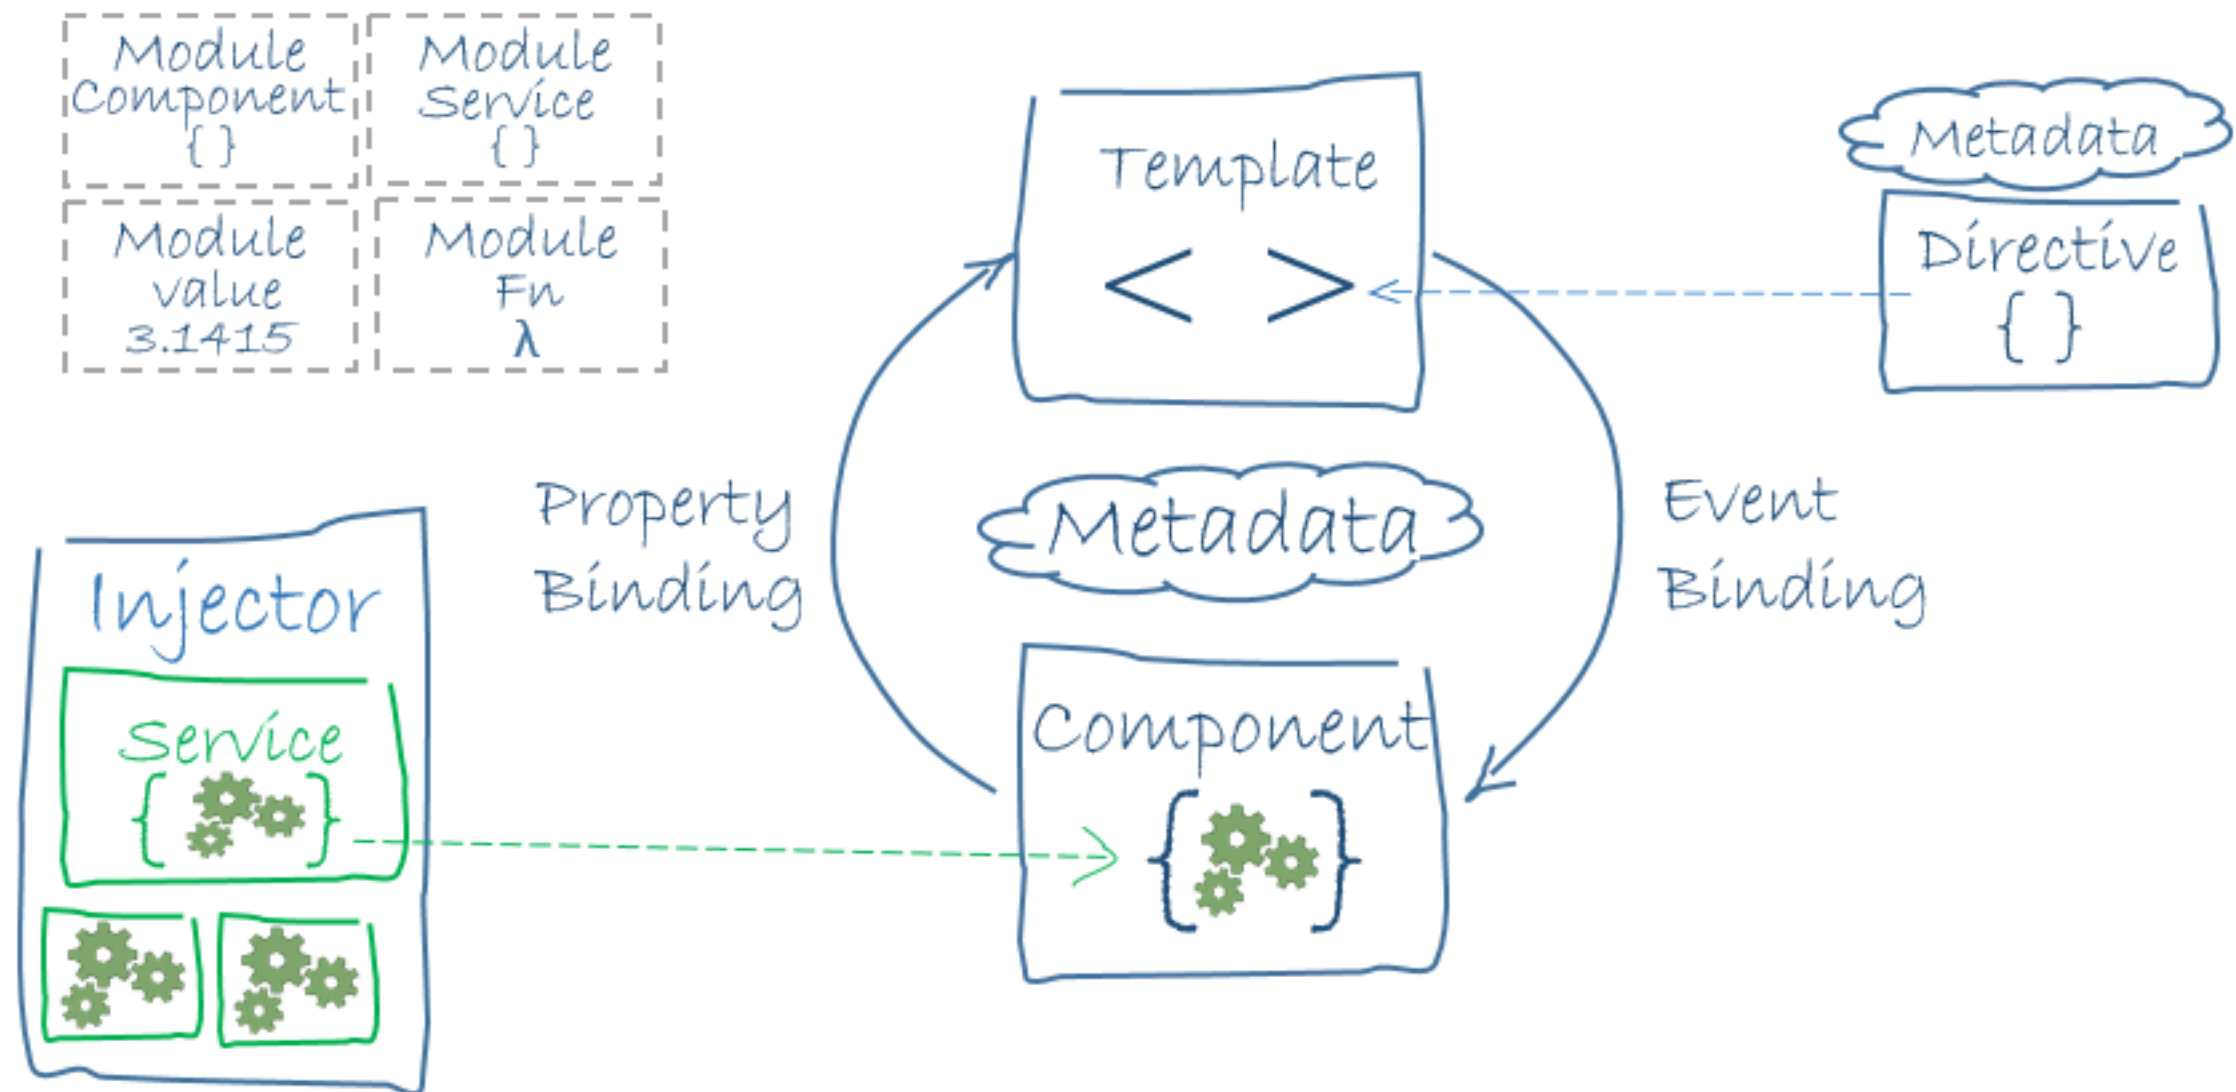 Module
Component
{ }
Module
Service
{ }
Module
value
3.1415
Module
Fn
λ
Template
< >
Metadata
Directive
{ }
Property
Binding
Metadata
Event
Binding
Injector
Service
{ }
Component
{ }